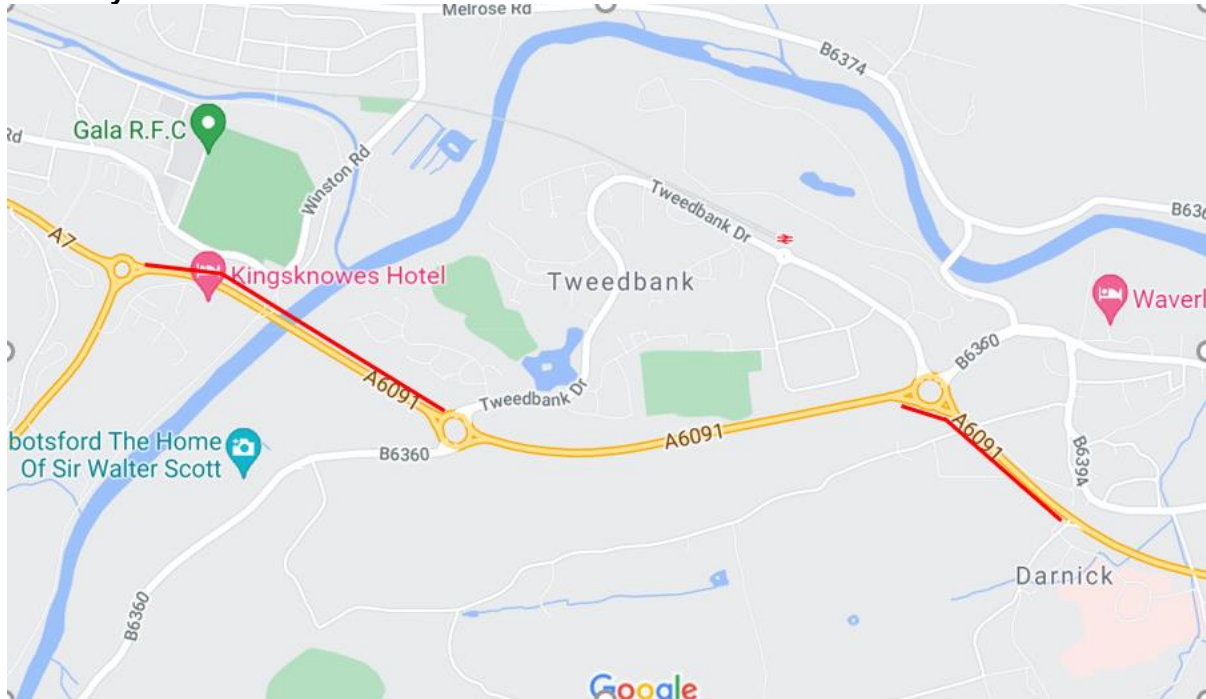 Melrose Rd
B6374
Gala R.F.C
Rd
Winston Rd
Tweedbank Dr
A7
Kingsknowes Hotel
Tweedbank
Waverl
B6360
A6091
Tweedbank Dr
A6091
A6091
botsford The Home
Of Sir Walter Scott
B6360
B6394
Darnick
B6360
Google